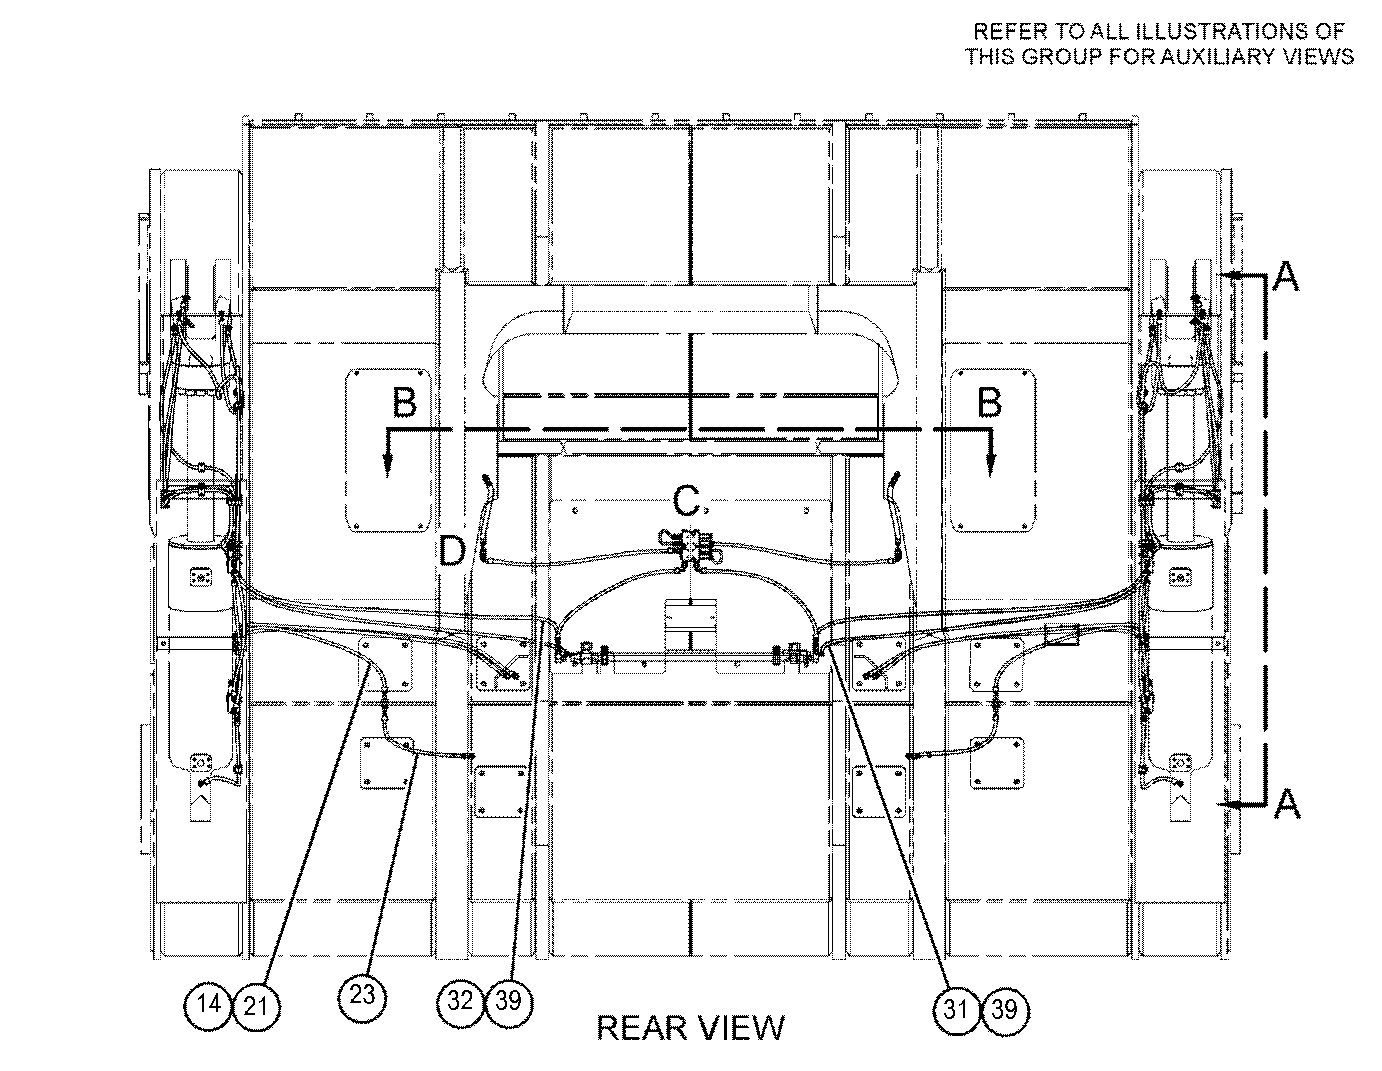 REFER TO ALL ILLUSTRATIONS OF
THIS GROUP FOR AUXILIARY VIEWS
A
B
B
C
D
A
14
21
23
32
39
31
39
REAR VIEW